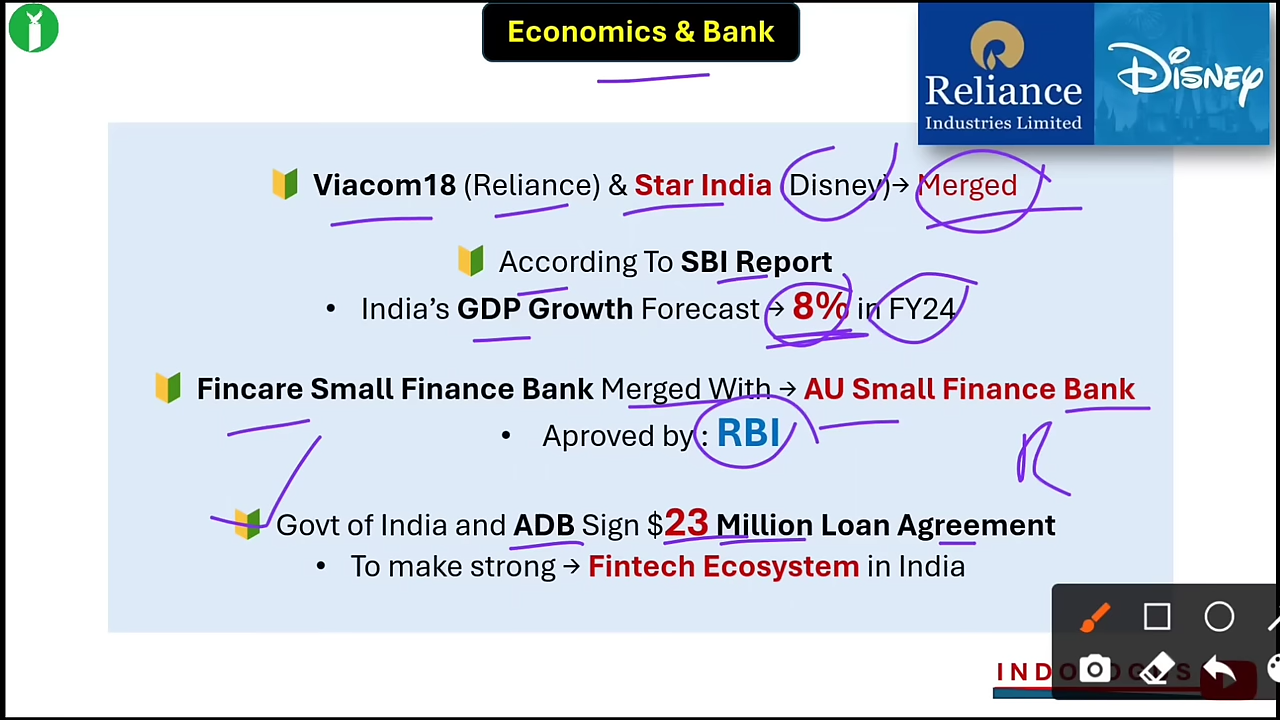 Economics & Bank
Reliance
Industries Limited
Disney
Viacom18 (Reliance) & Star India (Disney)→ Merged
According To SBI Report
• India's GDP Growth Forecast → 8% in FY24
Fincare Small Finance Bank Merged With → AU Small Finance Bank
• Aproved by : RBI
R
Govt of India and ADB Sign $23 Million Loan Agreement
• To make strong → Fintech Ecosystem in India